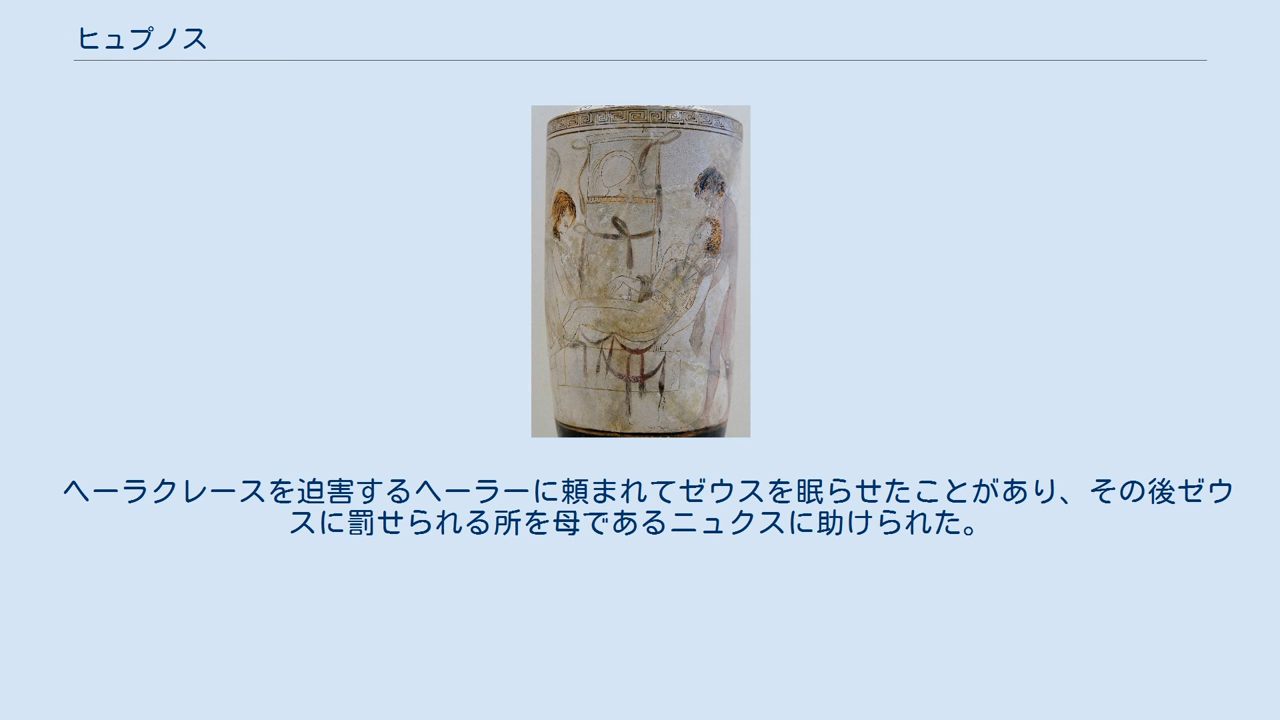 ヒュプノス
ヘーラクレースを迫害するヘーラーに頼まれてゼウスを眠らせたことがあり、その後ゼウ
スに罰せられる所を母であるニュクスに助けられた。